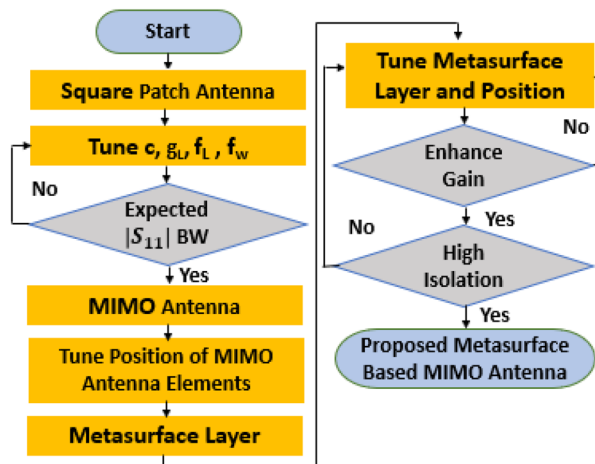 Start
Square Patch Antenna
Tune c, gL, fL , fw
No
Expected
|S11| BW
Yes
MIMO Antenna
Tune Position of MIMO
Antenna Elements
Metasurface Layer
Tune Metasurface
Layer and Position
No
Enhance
Gain
Yes
No
High
Isolation
Yes
Proposed Metasurface
Based MIMO Antenna